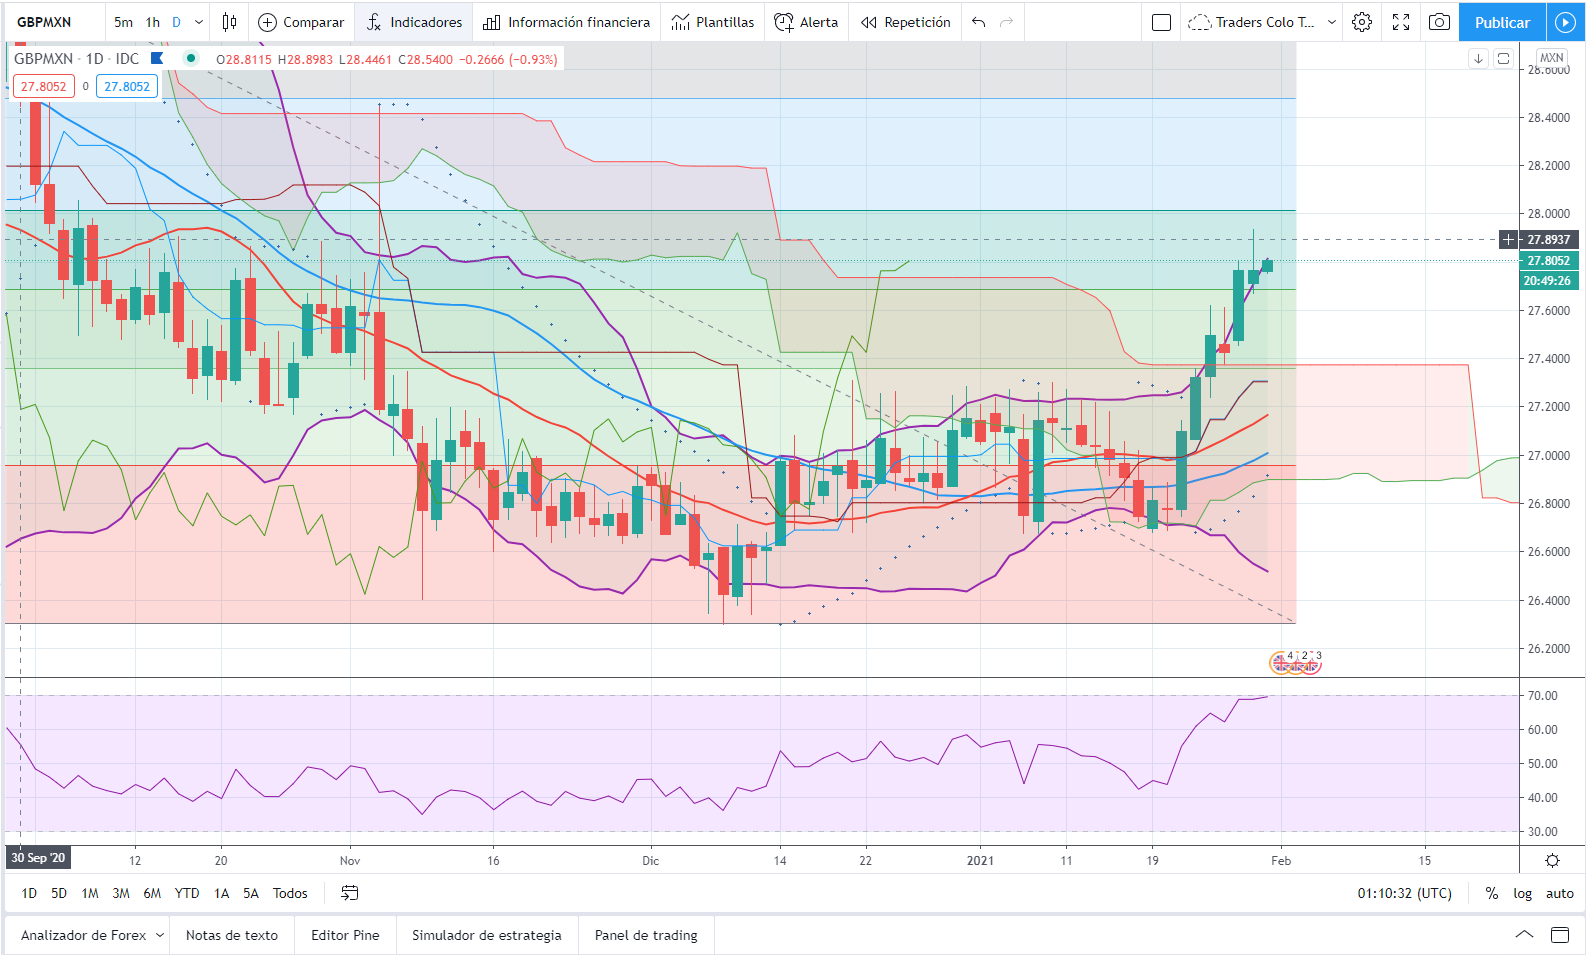 GBPMXN 5m 1h D Comparar Indicadores Información financiera Plantillas Alerta Repetición Traders Colo T... Publicar
GBPMXN · 1D · IDC O28.8115 H28.8983 L28.4461 C28.5400 −0.2666 (−0.93%)
27.8052 0 27.8052
MXN
28.6000
28.4000
28.2000
28.0000
27.8937
27.8052
20:49:26
27.6000
27.4000
27.2000
27.0000
26.8000
26.6000
26.4000
26.2000
4 2 3
70.00
60.00
50.00
40.00
30.00
30 Sep '20 12 20 Nov 16 Dic 14 22 2021 11 19 Feb 15
1D 5D 1M 3M 6M YTD 1A 5A Todos 01:10:32 (UTC) % log auto
Analizador de Forex Notas de texto Editor Pine Simulador de estrategia Panel de trading